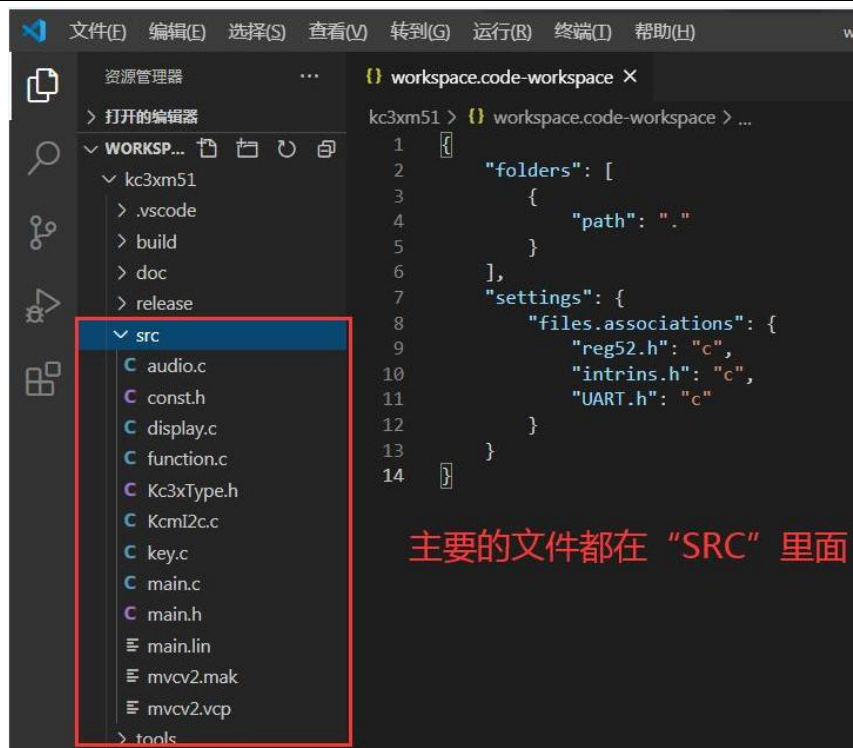 文件(F) 编辑(E) 选择(S) 查看(V) 转到(G) 运行(R) 终端(T) 帮助(H) w
资源管理器 ···
打开的编辑器
WORKSP...
kc3xm51
.vscode
build
doc
release
src
audio.c
const.h
display.c
function.c
Kc3xType.h
KcmI2c.c
key.c
main.c
main.h
main.lin
mvcv2.mak
mvcv2.vcp
tools
{} workspace.code-workspace ×
kc3xm51 > {} workspace.code-workspace > ...
1 {
2 "folders": [
3 {
4 "path": "."
5 }
6 ],
7 "settings": {
8 "files.associations": {
9 "reg52.h": "c",
10 "intrins.h": "c",
11 "UART.h": "c"
12 }
13 }
14 }
主要的文件都在“SRC”里面